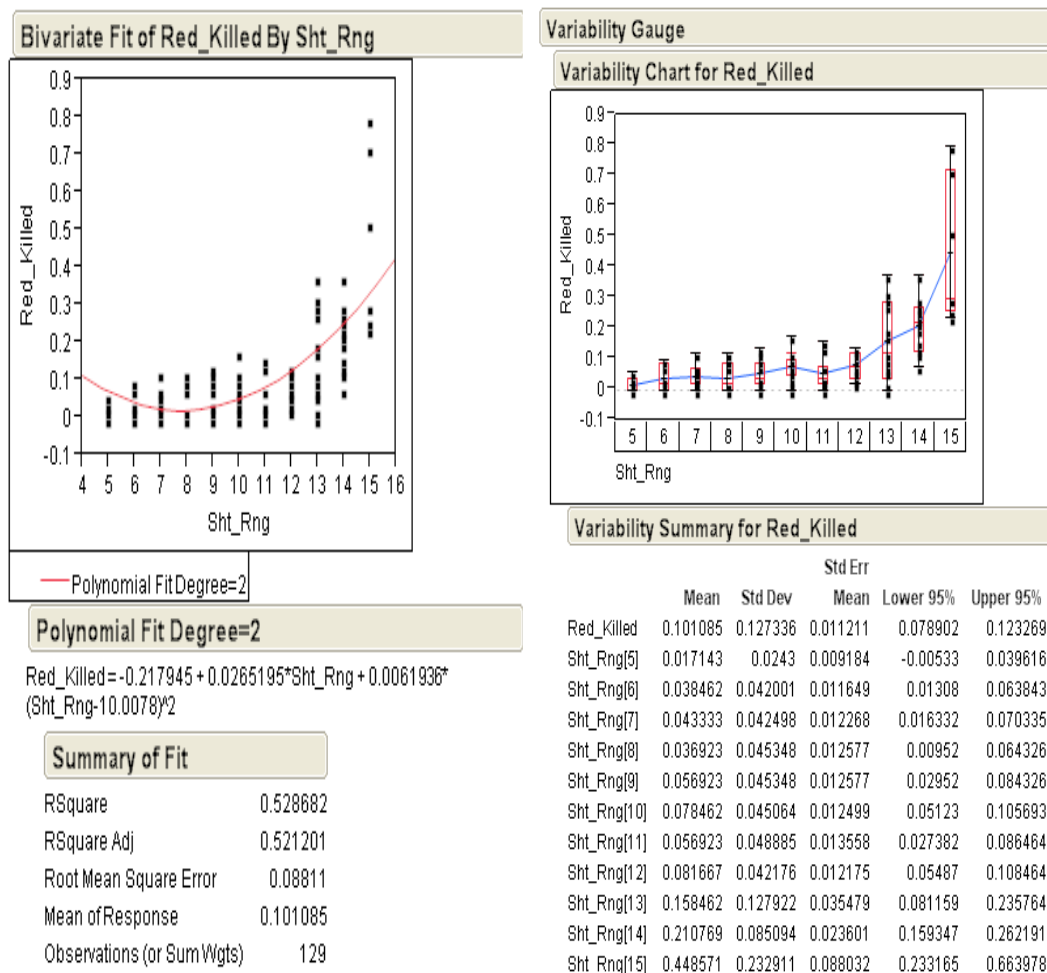 Bivariate Fit of Red_Killed By Sht_Rng
0.9
0.8
0.7
0.6
0.5
0.4
0.3
0.2
0.1
0
-0.1
Red_Killed
4 5 6 7 8 9 10 11 12 13 14 15 16
Sht_Rng
Polynomial Fit Degree=2
Polynomial Fit Degree=2
Red_Killed = -0.217945 + 0.0265195*Sht_Rng + 0.0061936*
(Sht_Rng-10.0078)^2
Summary of Fit
RSquare 0.528682
RSquare Adj 0.521201
Root Mean Square Error 0.08811
Mean of Response 0.101085
Observations (or Sum Wgts) 129
Variability Gauge
Variability Chart for Red_Killed
0.9
0.8
0.7
0.6
0.5
0.4
0.3
0.2
0.1
0
-0.1
Red_Killed
5 6 7 8 9 10 11 12 13 14 15
Sht_Rng
Variability Summary for Red_Killed
Std Err
Mean Std Dev Mean Lower 95% Upper 95%
Red_Killed 0.101085 0.127336 0.011211 0.078902 0.123269
Sht_Rng[5] 0.017143 0.0243 0.009184 -0.00533 0.039616
Sht_Rng[6] 0.038462 0.042001 0.011649 0.01308 0.063843
Sht_Rng[7] 0.043333 0.042498 0.012268 0.016332 0.070335
Sht_Rng[8] 0.036923 0.045348 0.012577 0.00952 0.064326
Sht_Rng[9] 0.056923 0.045348 0.012577 0.02952 0.084326
Sht_Rng[10] 0.078462 0.045064 0.012499 0.05123 0.105693
Sht_Rng[11] 0.056923 0.048885 0.013558 0.027382 0.086464
Sht_Rng[12] 0.081667 0.042176 0.012175 0.05487 0.108464
Sht_Rng[13] 0.158462 0.127922 0.035479 0.081159 0.235764
Sht_Rng[14] 0.210769 0.085094 0.023601 0.159347 0.262191
Sht_Rng[15] 0.448571 0.232911 0.088032 0.233165 0.663978